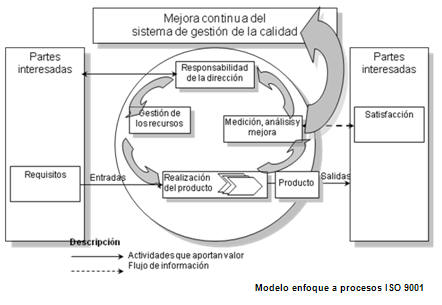 Mejora continua del
sistema de gestión de la calidad
Partes
interesadas
Partes
interesadas
Responsabilidad
de la dirección
Gestión de
los recursos
Medición, análisis y
mejora
Satisfacción
Requisitos
Entradas
Realización
del producto
Producto
Salidas
Descripción
Actividades que aportan valor
Flujo de información
Modelo enfoque a procesos ISO 9001